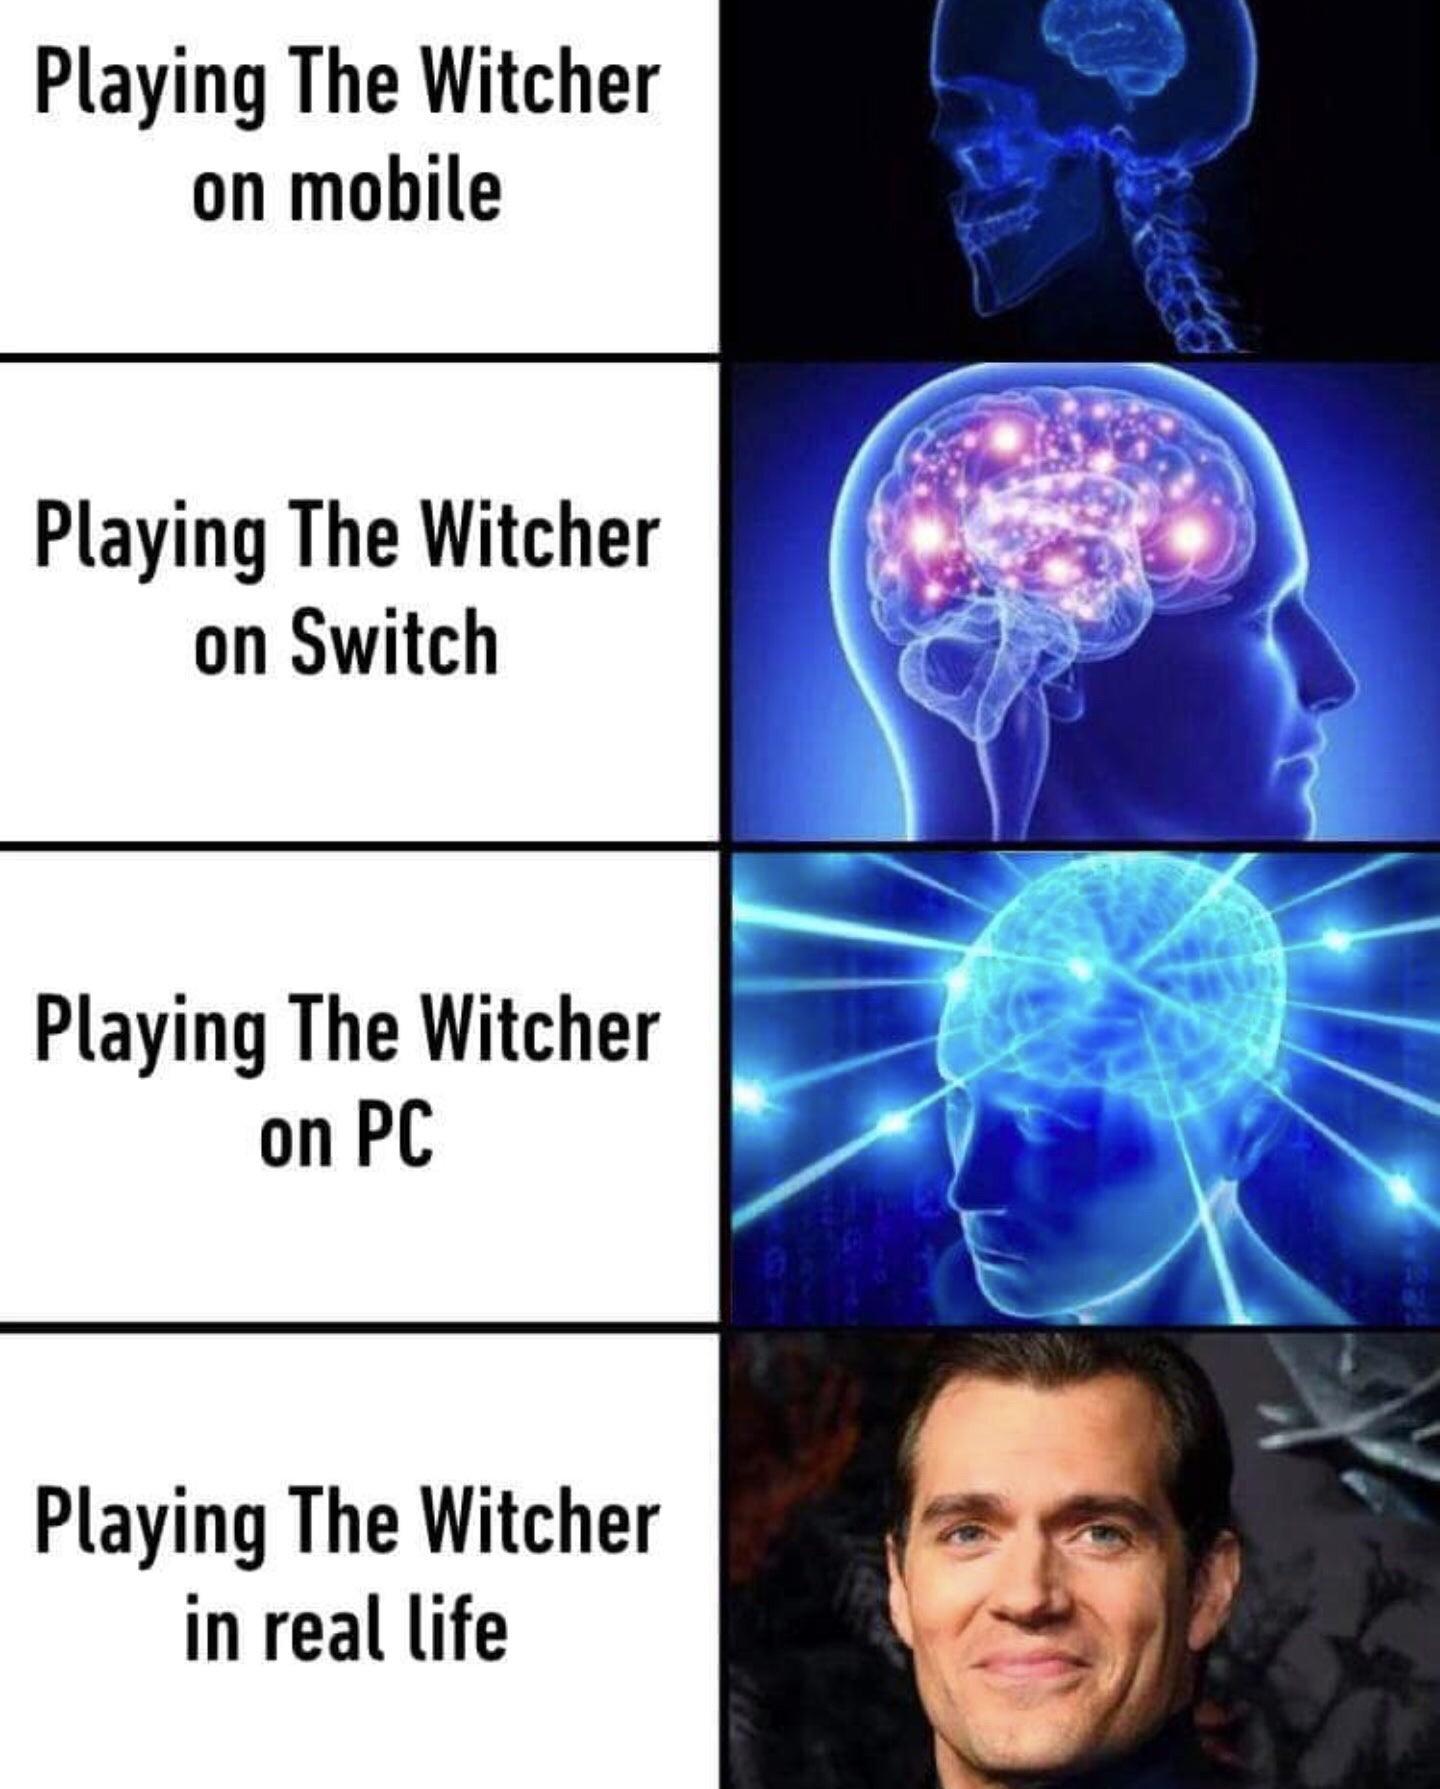 Playing The Witcher
on mobile
Playing The Witcher
on Switch
Playing The Witcher
on PC
Playing The Witcher
in real life